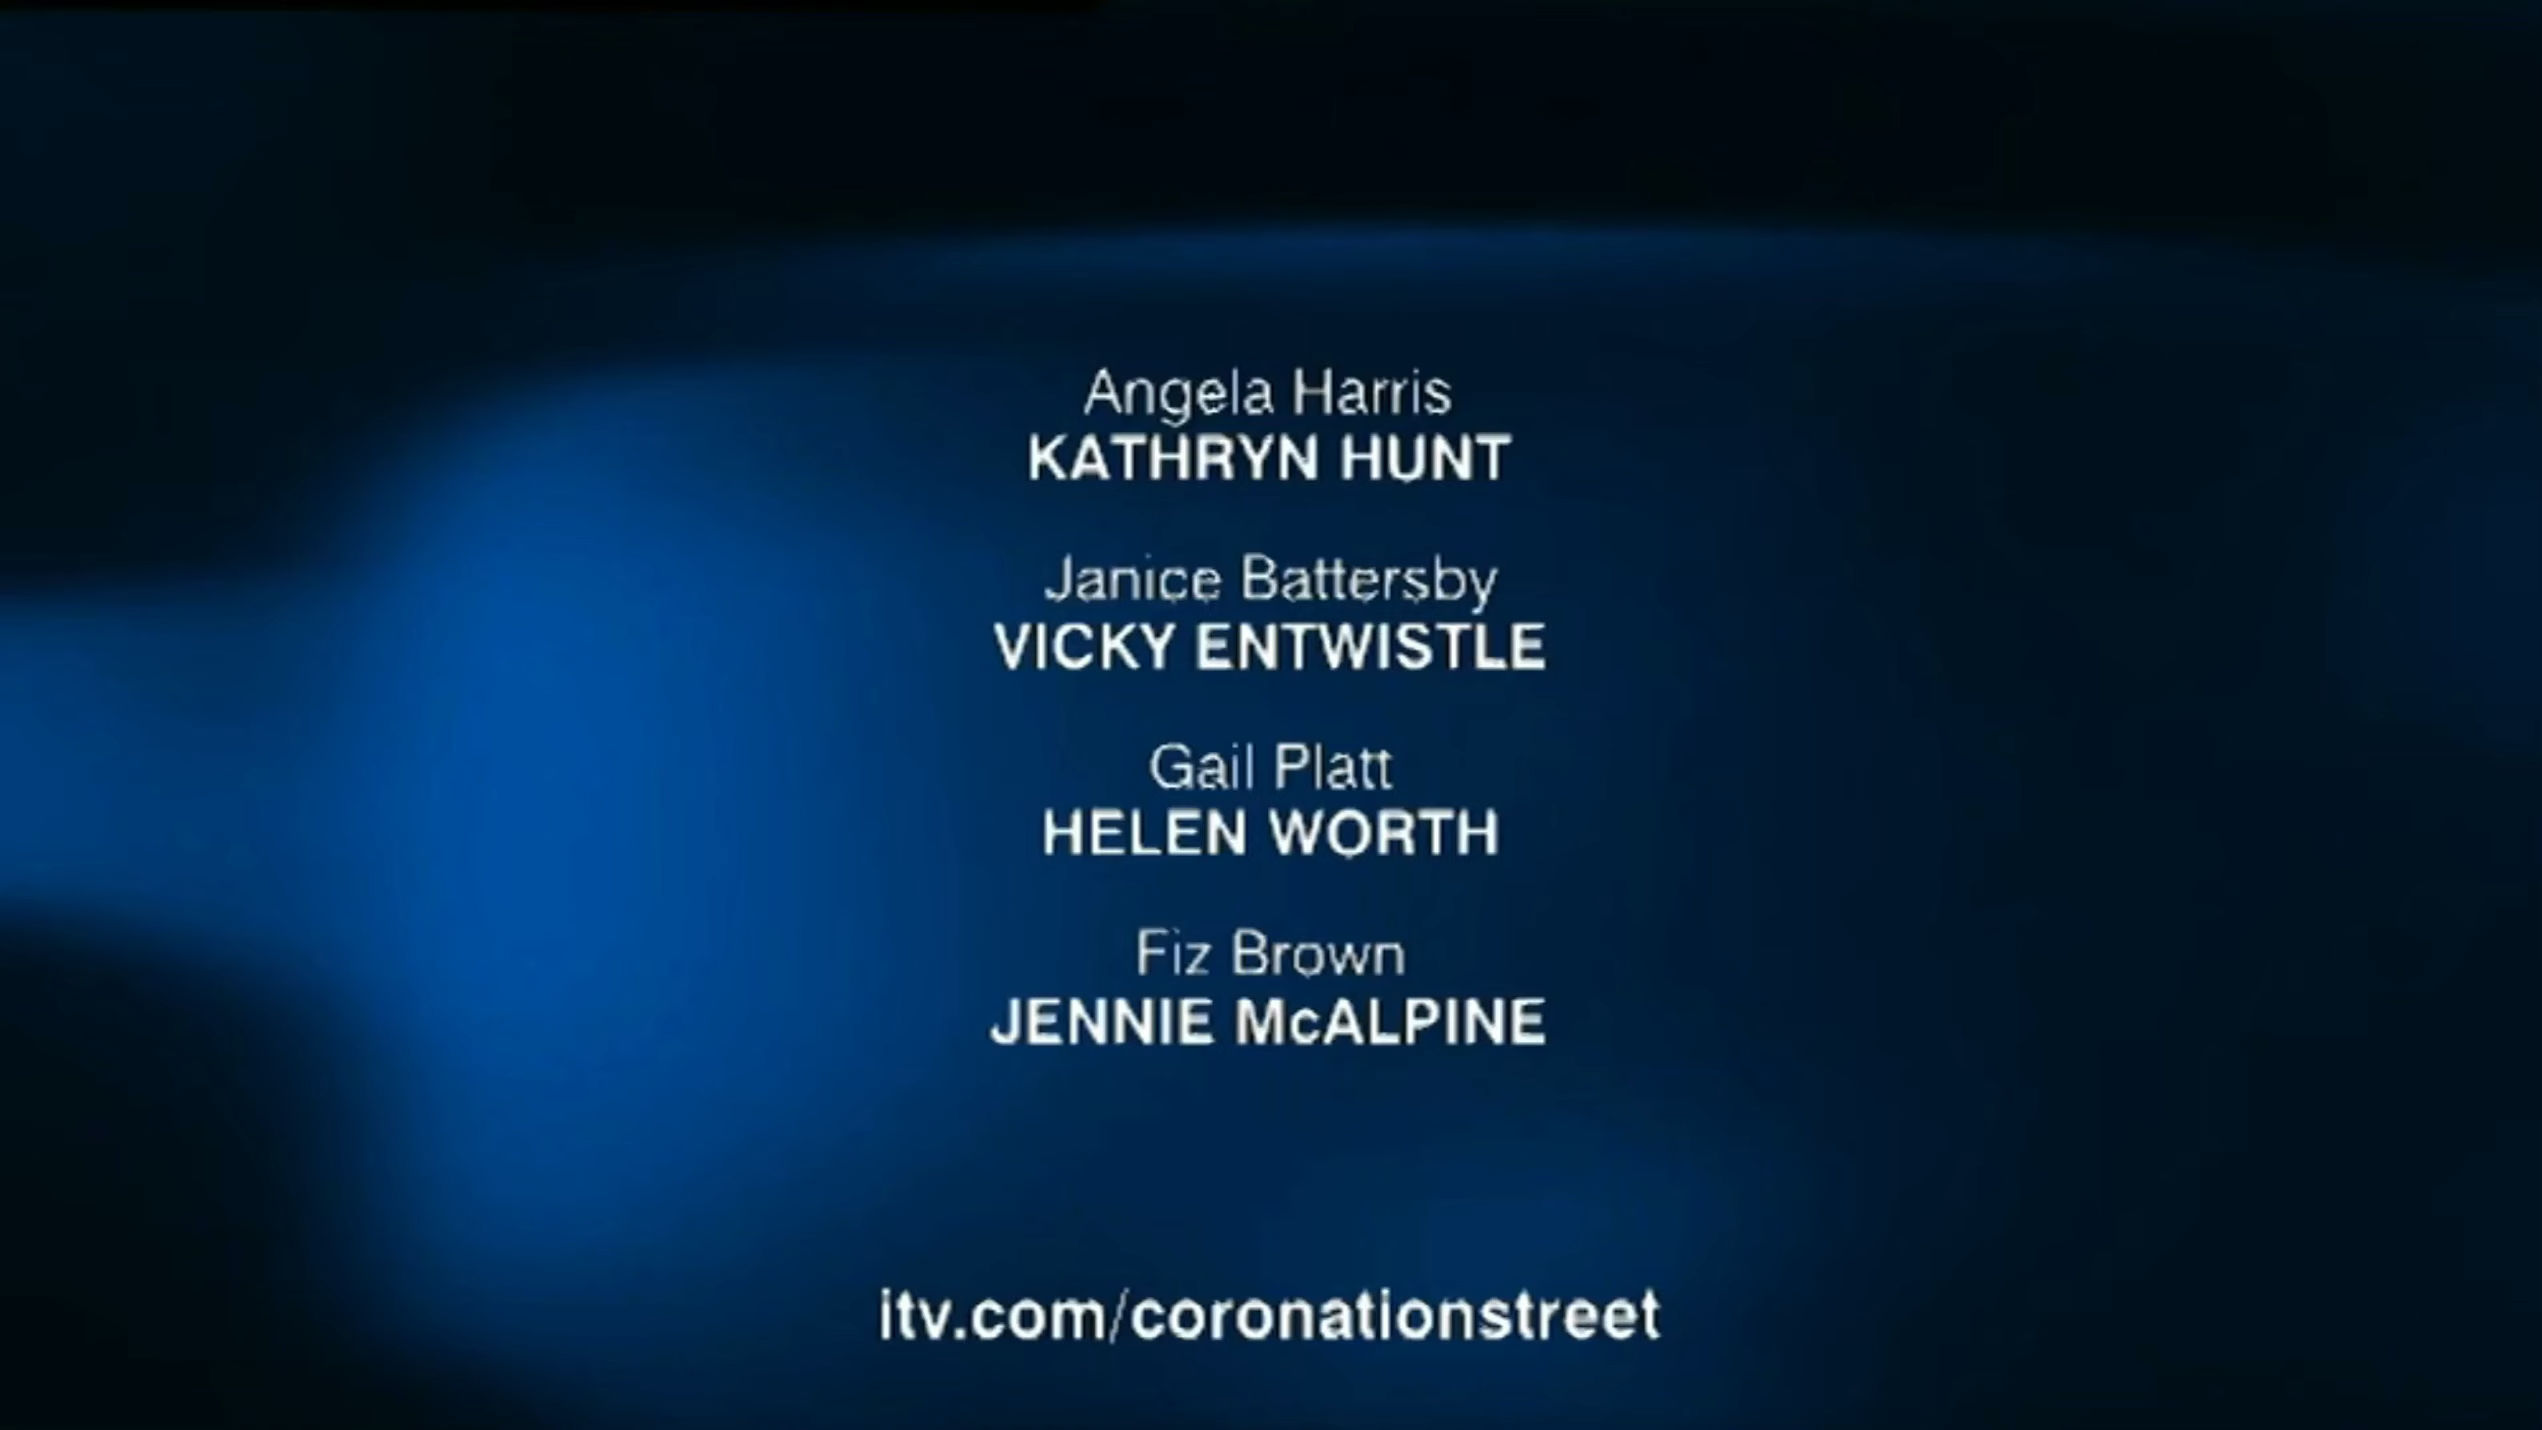 Angela Harris
KATHRYN HUNT
Janice Battersby
VICKY ENTWISTLE
Gail Platt
HELEN WORTH
Fiz Brown
JENNIE McALPINE
itv.com/coronationstreet